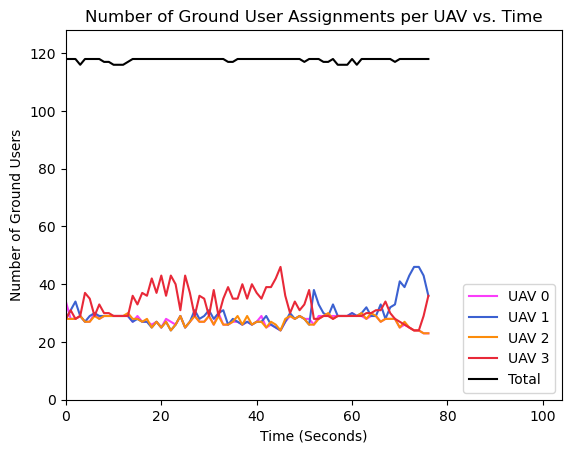 Number of Ground User Assignments per UAV vs. Time
120
100
80
60
40
20
0
Number of Ground Users
UAV 0
UAV 1
UAV 2
UAV 3
Total
0 20 40 60 80 100
Time (Seconds)